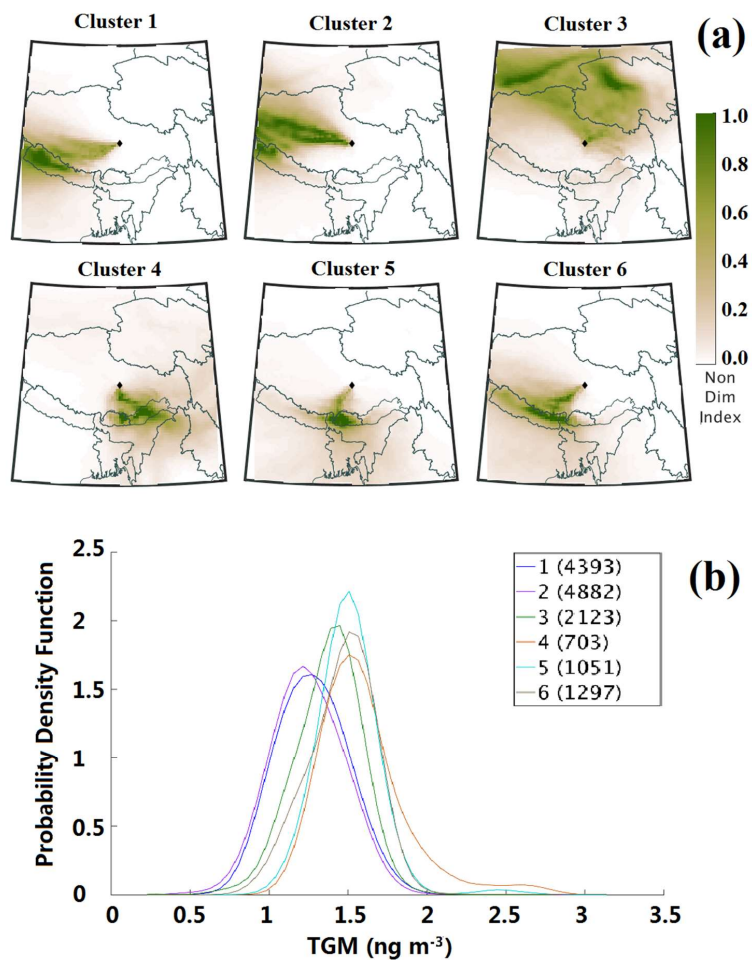 Cluster 1
Cluster 2
Cluster 3
(a)
1.0
0.8
0.6
0.4
0.2
0.0
Non
Dim
Index
Cluster 4
Cluster 5
Cluster 6
(b)
2.5
2
1.5
1
0.5
0
Probability Density Function
1 (4393)
2 (4882)
3 (2123)
4 (703)
5 (1051)
6 (1297)
0 0.5 1 1.5 2 2.5 3 3.5
TGM (ng m⁻³)